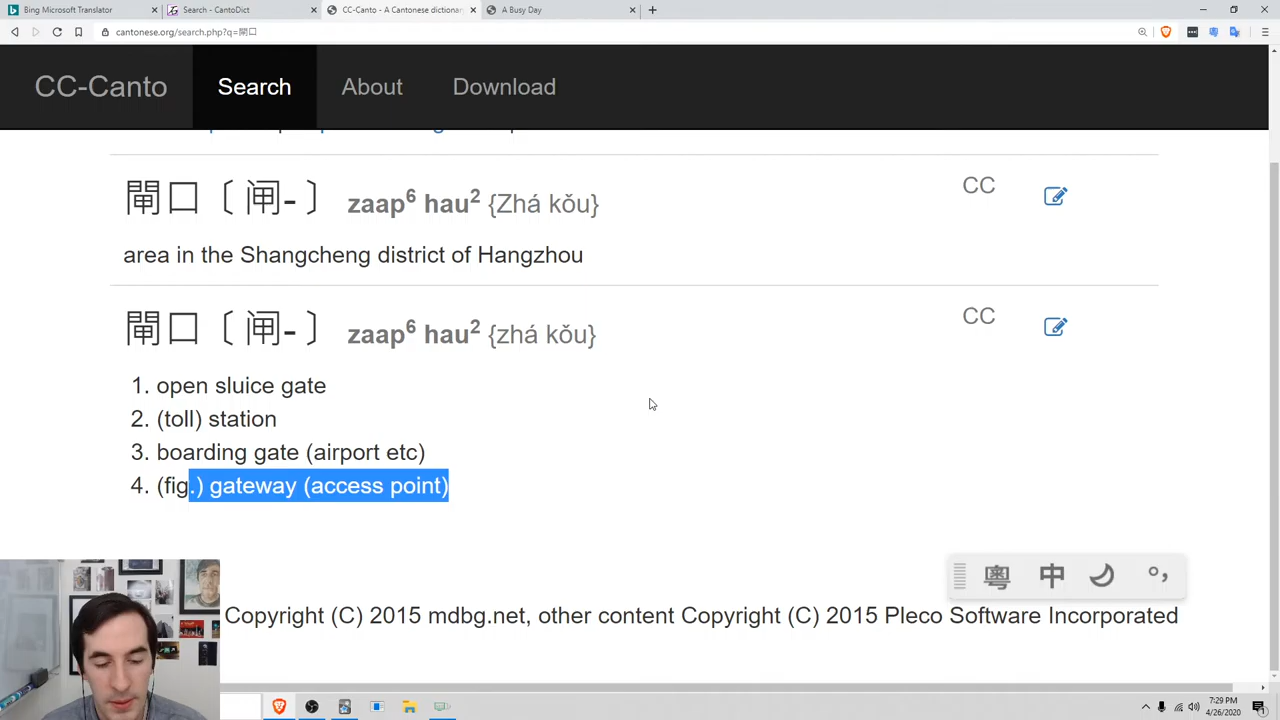 Bing Microsoft Translator
Search - CantoDict
CC-Canto - A Cantonese dictionar
A Busy Day
cantonese.org/search.php?q=閘口
CC-Canto Search About Download
閘口〔闸-〕 zaap6 hau2 {Zhá kǒu} CC
area in the Shangcheng district of Hangzhou
閘口〔闸-〕 zaap6 hau2 {zhá kǒu} CC
1. open sluice gate
2. (toll) station
3. boarding gate (airport etc)
4. (fig.) gateway (access point)
粵 中
Copyright (C) 2015 mdbg.net, other content Copyright (C) 2015 Pleco Software Incorporated
7:29 PM
4/26/2020